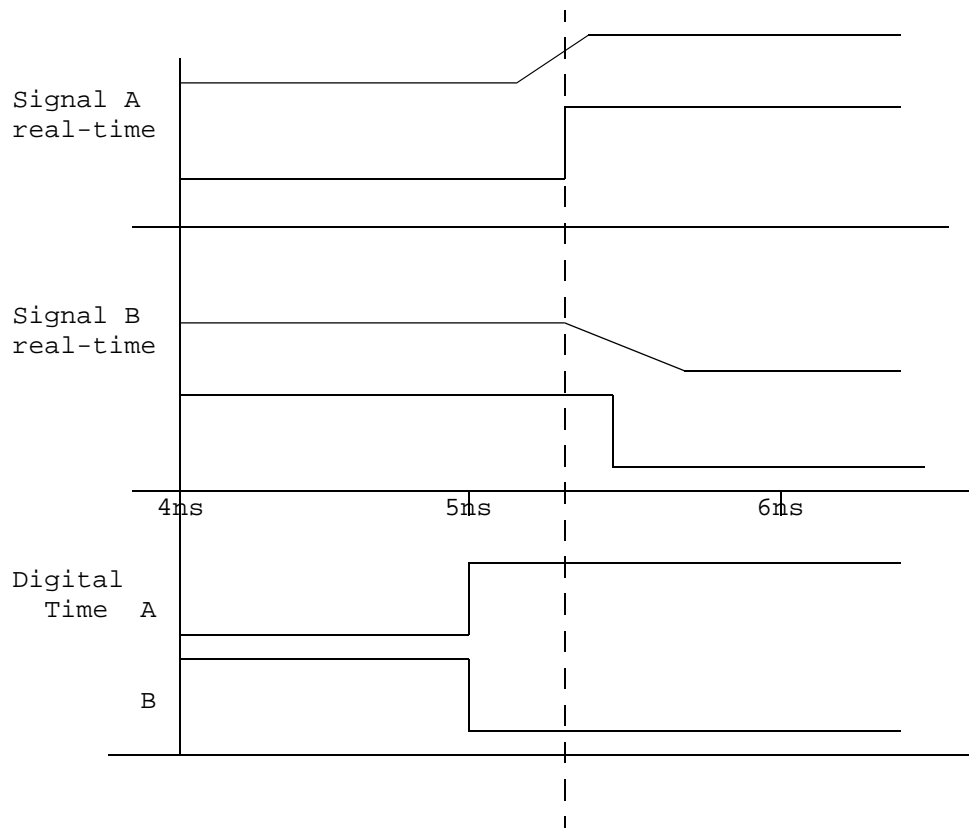 Signal A
real-time
Signal B
real-time
4ns 5ns 6ns
Digital
Time A
B